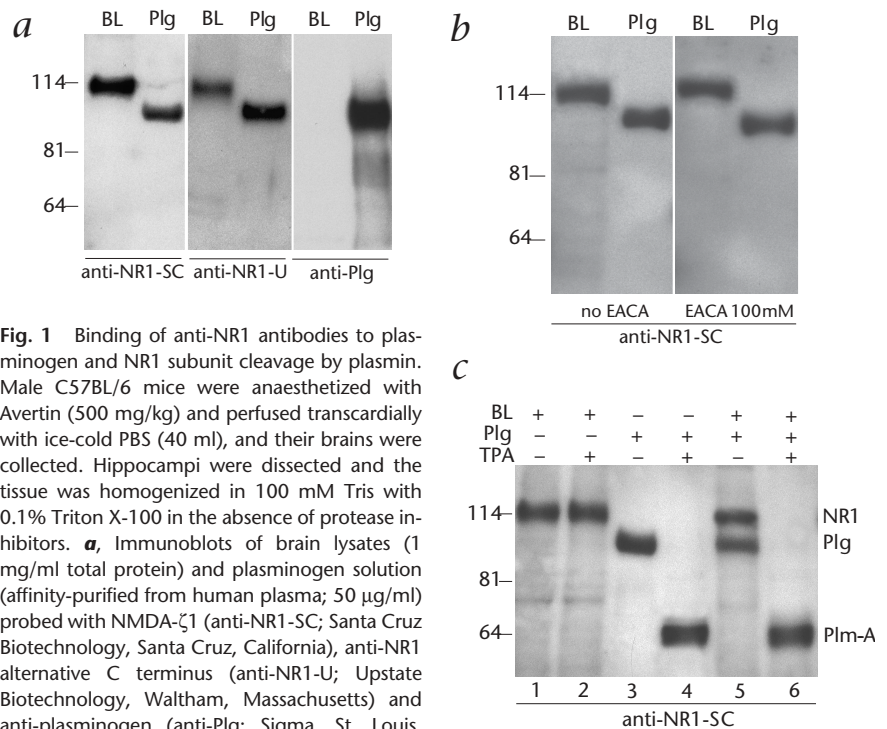 a
BL Plg BL Plg BL Plg
114
81
64
anti-NR1-SC anti-NR1-U anti-Plg
b
BL Plg BL Plg
114
81
64
no EACA EACA 100mM
anti-NR1-SC
Fig. 1 Binding of anti-NR1 antibodies to plas-
minogen and NR1 subunit cleavage by plasmin.
Male C57BL/6 mice were anaesthetized with
Avertin (500 mg/kg) and perfused transcardially
with ice-cold PBS (40 ml), and their brains were
collected. Hippocampi were dissected and the
tissue was homogenized in 100 mM Tris with
0.1% Triton X-100 in the absence of protease in-
hibitors. a, Immunoblots of brain lysates (1
mg/ml total protein) and plasminogen solution
(affinity-purified from human plasma; 50 μg/ml)
probed with NMDA-ζ1 (anti-NR1-SC; Santa Cruz
Biotechnology, Santa Cruz, California), anti-NR1
alternative C terminus (anti-NR1-U; Upstate
Biotechnology, Waltham, Massachusetts) and
anti-plasminogen (anti-Plg; Sigma, St. Louis,
c
BL + + – – + +
Plg – – + + + +
TPA – + – + – +
114 NR1
Plg
81
64 Plm-A
1 2 3 4 5 6
anti-NR1-SC